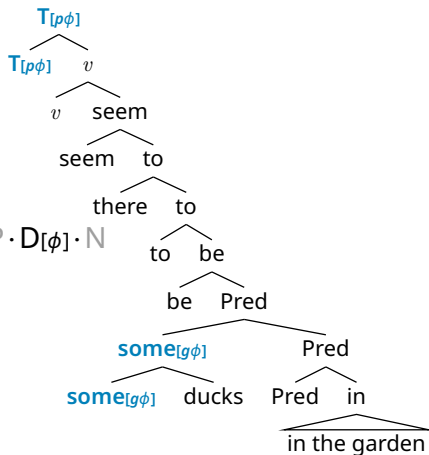 T[pϕ]
T[pϕ] v
v seem
seem to
there to
· D[ϕ] · N
to be
be Pred
some[gϕ] Pred
some[gϕ] ducks Pred in
in the garden